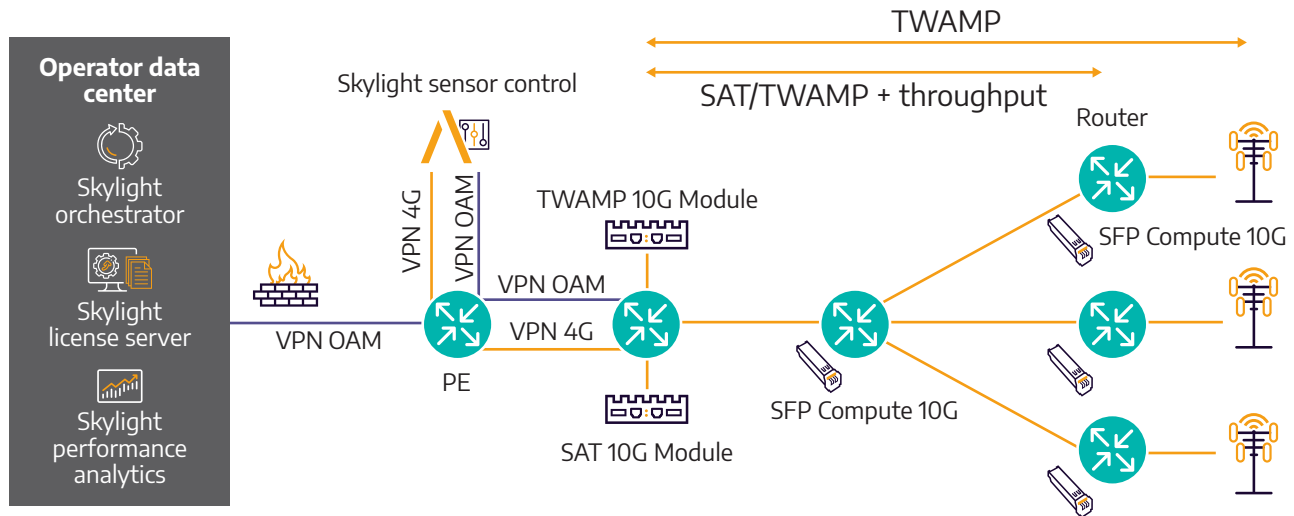 Operator data
center
Skylight
orchestrator
Skylight
license server
Skylight
performance
analytics
VPN OAM
Skylight sensor control
VPN 4G
VPN OAM
PE
VPN OAM
VPN 4G
TWAMP 10G Module
SAT 10G Module
TWAMP
SAT/TWAMP + throughput
SFP Compute 10G
Router
SFP Compute 10G